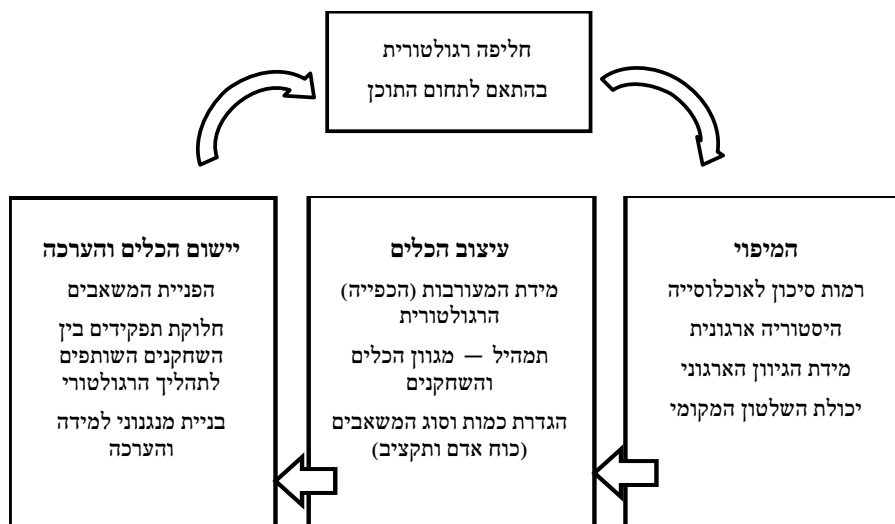 חליפה רגולטורית
בהתאם לתחום התוכן
המיפוי
רמות סיכון לאוכלוסייה
היסטוריה ארגונית
מידת הגיוון הארגוני
יכולת השלטון המקומי
עיצוב הכלים
מידת המעורבות (הכפייה)
הרגולטורית
תמהיל — מגוון הכלים
והשחקנים
הגדרת כמות וסוג המשאבים
(כוח אדם ותקציב)
יישום הכלים והערכה
הפניית המשאבים
חלוקת תפקידים בין
השחקנים השותפים
לתהליך הרגולטורי
בניית מנגנוני למידה
והערכה